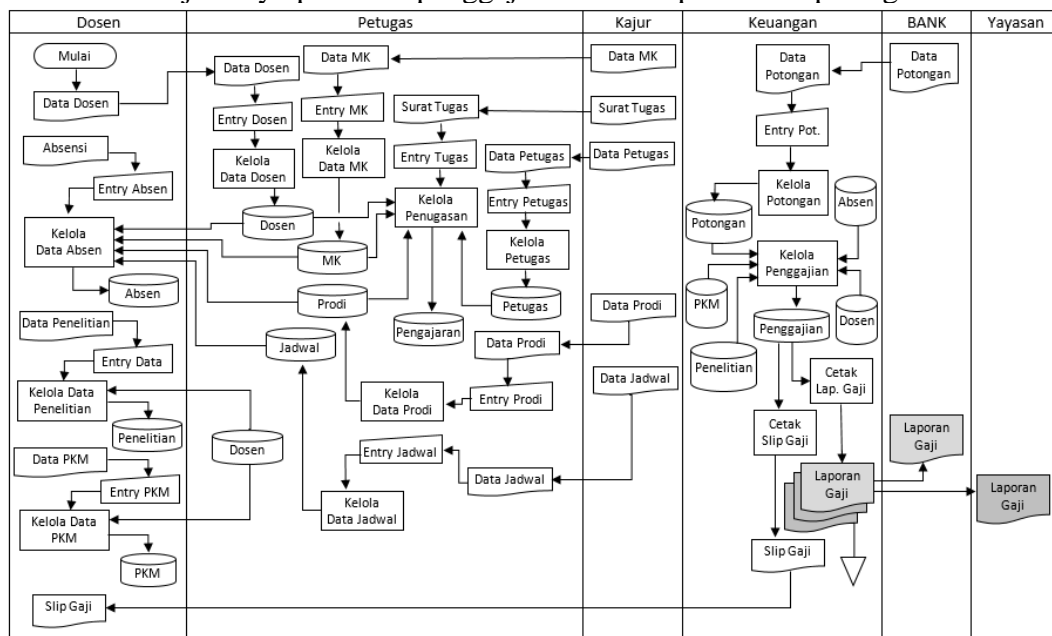 Dosen
Petugas
Kajur
Keuangan
BANK
Yayasan
Mulai
Data Dosen
Absensi
Entry Absen
Kelola
Data Absen
Absen
Data Penelitian
Entry Data
Kelola Data
Penelitian
Penelitian
Data PKM
Entry PKM
Kelola Data
PKM
PKM
Slip Gaji
Data Dosen
Entry Dosen
Kelola
Data Dosen
Dosen
Data MK
Entry MK
Kelola
Data MK
MK
Surat Tugas
Entry Tugas
Kelola
Penugasan
Pengajaran
Data Petugas
Entry Petugas
Kelola
Petugas
Petugas
Prodi
Jadwal
Data Prodi
Entry Prodi
Kelola
Data Prodi
Dosen
Entry Jadwal
Data Jadwal
Kelola
Data Jadwal
Data MK
Surat Tugas
Data Petugas
Data Prodi
Data Jadwal
Data
Potongan
Entry Pot.
Kelola
Potongan
Potongan
Absen
Kelola
Penggajian
PKM
Dosen
Penggajian
Penelitian
Cetak
Lap. Gaji
Cetak
Slip Gaji
Laporan
Gaji
Slip Gaji
Data
Potongan
Laporan
Gaji
Laporan
Gaji